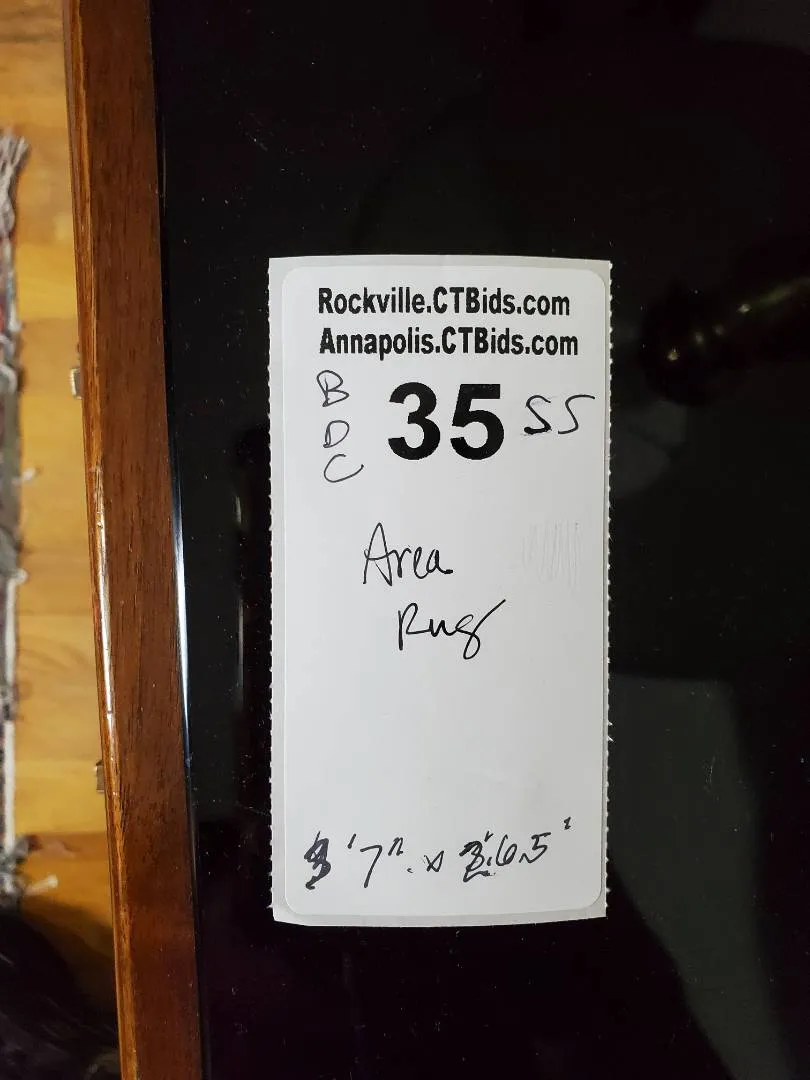 Rockville.CTBids.com
Annapolis.CTBids.com
B
D
C
35 SS
Area
Rug
3'7" x 2'6.5"